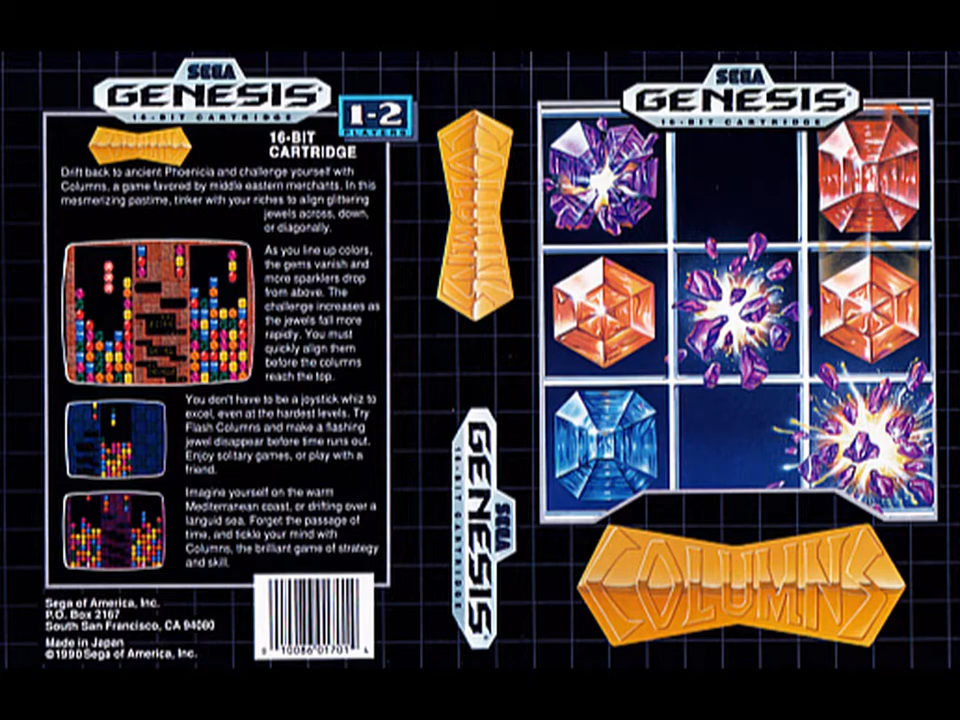 SEGA
GENESIS
16-BIT CARTRIDGE
1-2
PLAYERS
COLUMNS
16-BIT
CARTRIDGE
Drift back to ancient Phoenicia and challenge yourself with
Columns, a game favored by middle eastern merchants. In this
mesmerizing pastime, tinker with your riches to align glittering
jewels across, down,
or diagonally.
As you line up colors,
the gems vanish and
more sparklers drop
from above. The
challenge increases as
the jewels fall more
rapidly. You must
quickly align them
before the columns
reach the top.
You don't have to be a joystick whiz to
excel, even at the hardest levels. Try
Flash Columns and make a flashing
jewel disappear before time runs out.
Enjoy solitary games, or play with a
friend.
Imagine yourself on the warm
Mediterranean coast, or drifting over a
languid sea. Forget the passage of
time, and tickle your mind with
Columns, the brilliant game of strategy
and skill.
Sega of America, Inc.
P.O. Box 2167
South San Francisco, CA 94080
Made in Japan
©1990 Sega of America, Inc.
0 10086 01701 4
COLUMNS
SEGA
GENESIS
16-BIT CARTRIDGE
SEGA
GENESIS
16-BIT CARTRIDGE
COLUMNS